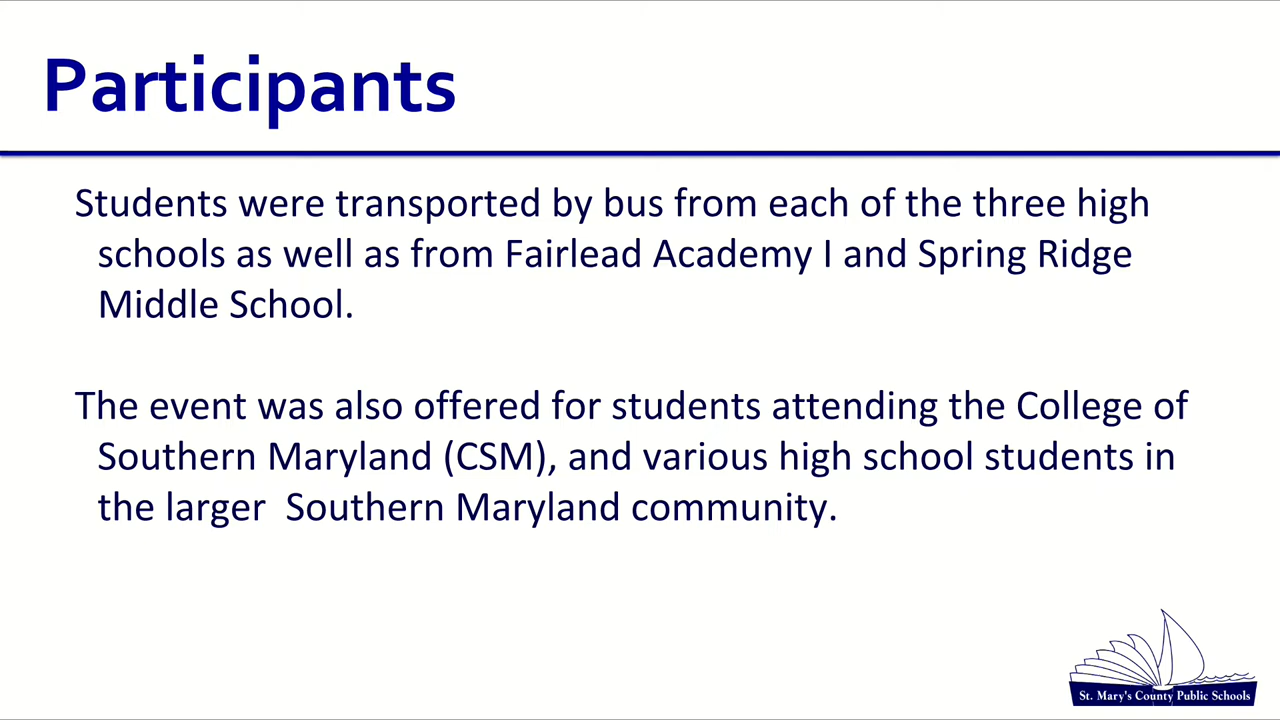 Participants
Students were transported by bus from each of the three high
schools as well as from Fairlead Academy I and Spring Ridge
Middle School.
The event was also offered for students attending the College of
Southern Maryland (CSM), and various high school students in
the larger  Southern Maryland community.
St. Mary's County Public Schools